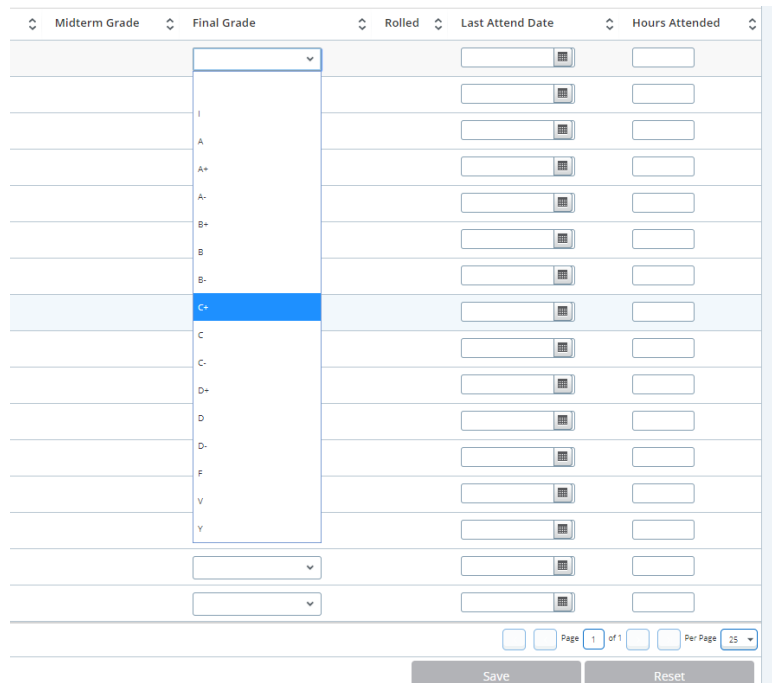 Midterm Grade Final Grade Rolled Last Attend Date Hours Attended
I
A
A+
A-
B+
B
B-
C+
C
C-
D+
D
D-
F
V
Y
Page 1 of 1 Per Page 25
Save Reset